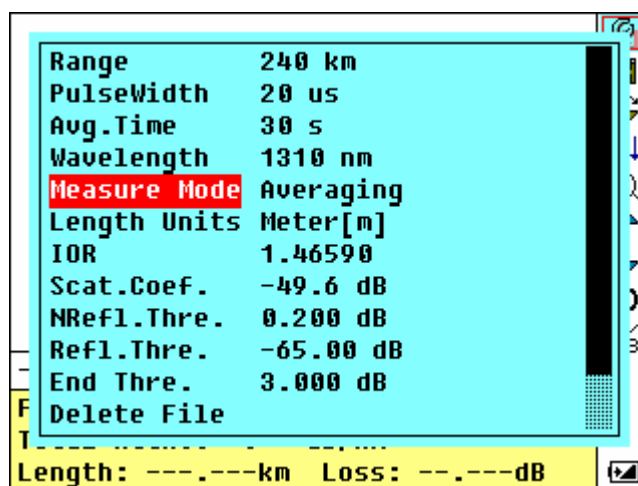 Range 240 km
PulseWidth 20 us
Avg.Time 30 s
Wavelength 1310 nm
Measure Mode Averaging
Length Units Meter[m]
IOR 1.46590
Scat.Coef. -49.6 dB
NRefl.Thre. 0.200 dB
Refl.Thre. -65.00 dB
End Thre. 3.000 dB
Delete File
Length: ---.---km Loss: --.---dB